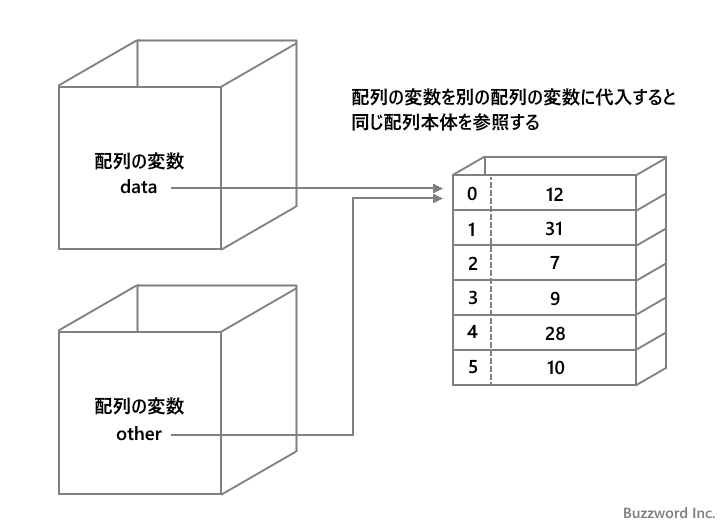 配列の変数を別の配列の変数に代入すると
同じ配列本体を参照する
配列の変数
data
0 12
1 31
2 7
3 9
4 28
5 10
配列の変数
other
Buzzword Inc.